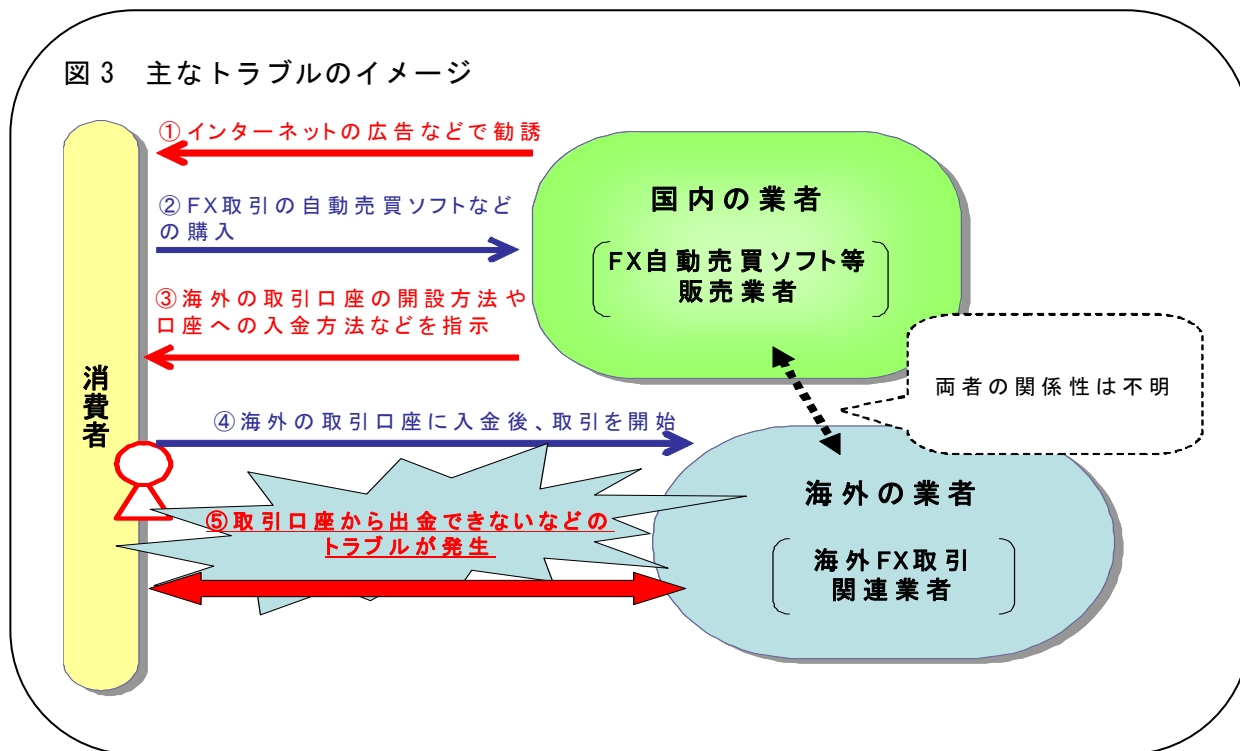 図3 主なトラブルのイメージ
①インターネットの広告などで勧誘
②FX取引の自動売買ソフトなど
の購入
③海外の取引口座の開設方法や
口座への入金方法などを指示
国内の業者
FX自動売買ソフト等
販売業者
両者の関係性は不明
消費者
④海外の取引口座に入金後、取引を開始
⑤取引口座から出金できないなどの
トラブルが発生
海外の業者
海外FX取引
関連業者